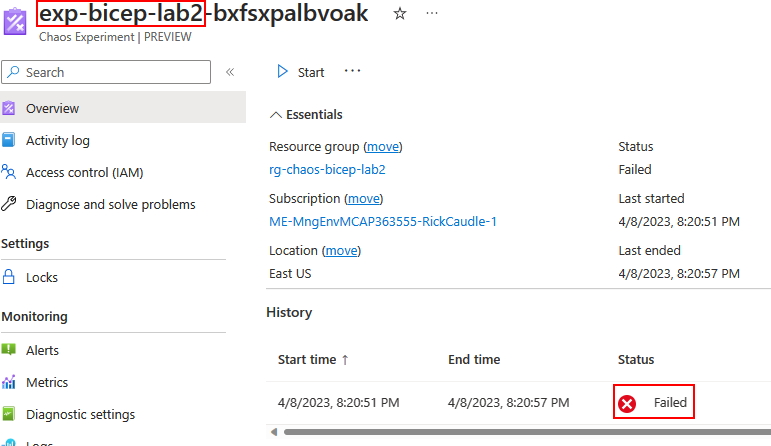 exp-bicep-lab2-bxfsxpalbvoak
Chaos Experiment | PREVIEW
Search
«
Start
Overview
Activity log
Access control (IAM)
Diagnose and solve problems
Settings
Locks
Monitoring
Alerts
Metrics
Diagnostic settings
Logs
Essentials
Resource group (move)
rg-chaos-bicep-lab2
Subscription (move)
ME-MngEnvMCAP363555-RickCaudle-1
Location (move)
East US
Status
Failed
Last started
4/8/2023, 8:20:51 PM
Last ended
4/8/2023, 8:20:57 PM
History
Start time ↑ End time Status
4/8/2023, 8:20:51 PM 4/8/2023, 8:20:57 PM Failed